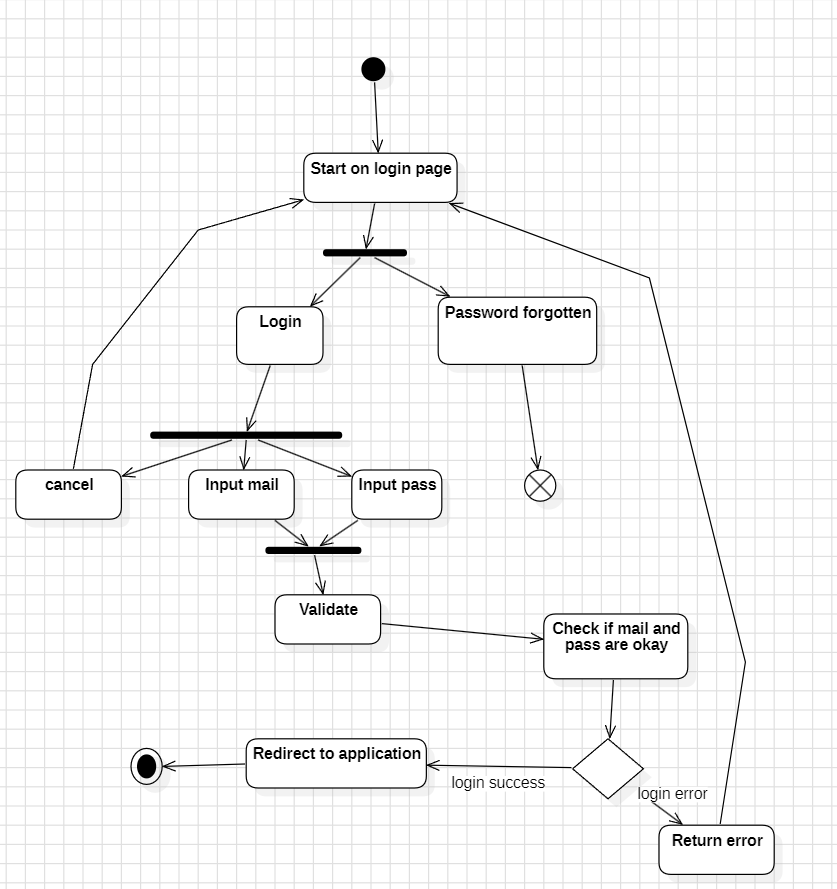 Start on login page
Login
Password forgotten
cancel
Input mail
Input pass
Validate
Check if mail and
pass are okay
Redirect to application
login success
login error
Return error